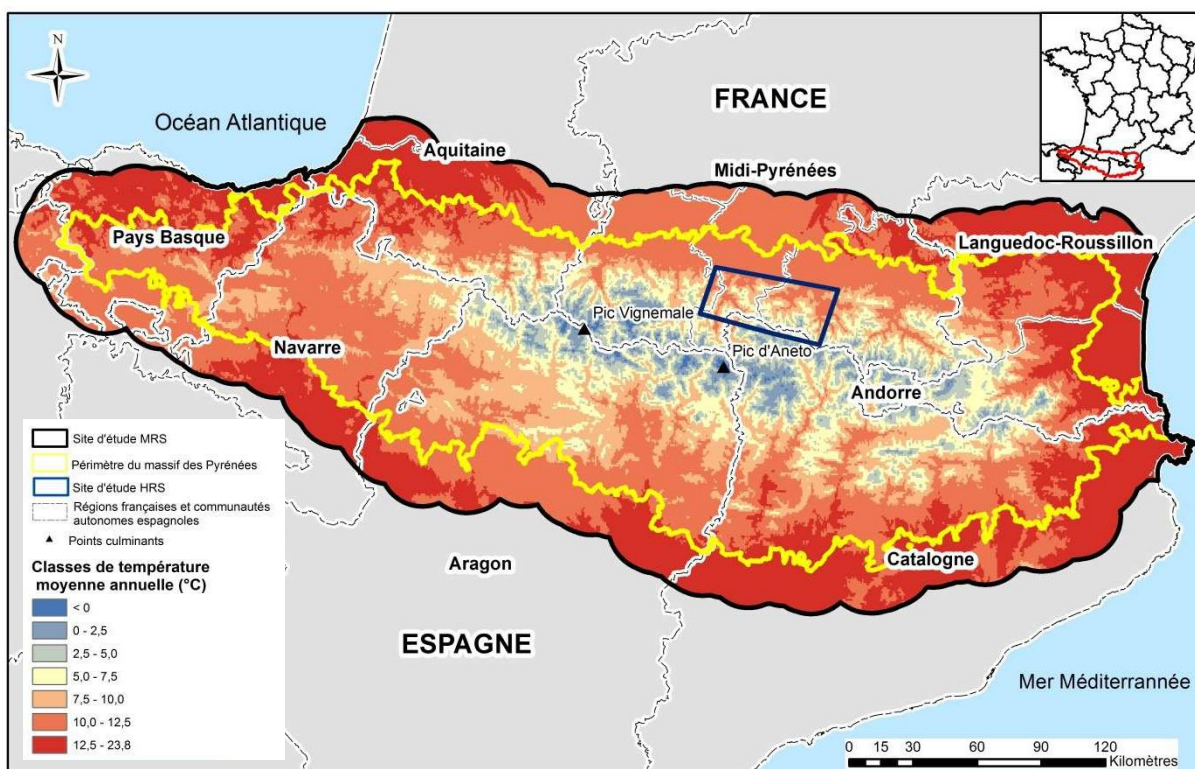 N
FRANCE
Océan Atlantique
Aquitaine
Midi-Pyrénées
Pays Basque
Languedoc-Roussillon
Pic Vignemale
Navarre
Pic d'Aneto
Andorre
Site d'étude MRS
Périmètre du massif des Pyrénées
Site d'étude HRS
Régions françaises et communautés
autonomes espagnoles
Points culminants
Classes de température
moyenne annuelle (°C)
< 0
0 - 2,5
2,5 - 5,0
5,0 - 7,5
7,5 - 10,0
10,0 - 12,5
12,5 - 23,8
Aragon
Catalogne
ESPAGNE
Mer Méditerrannée
0 15 30 60 90 120
Kilomètres